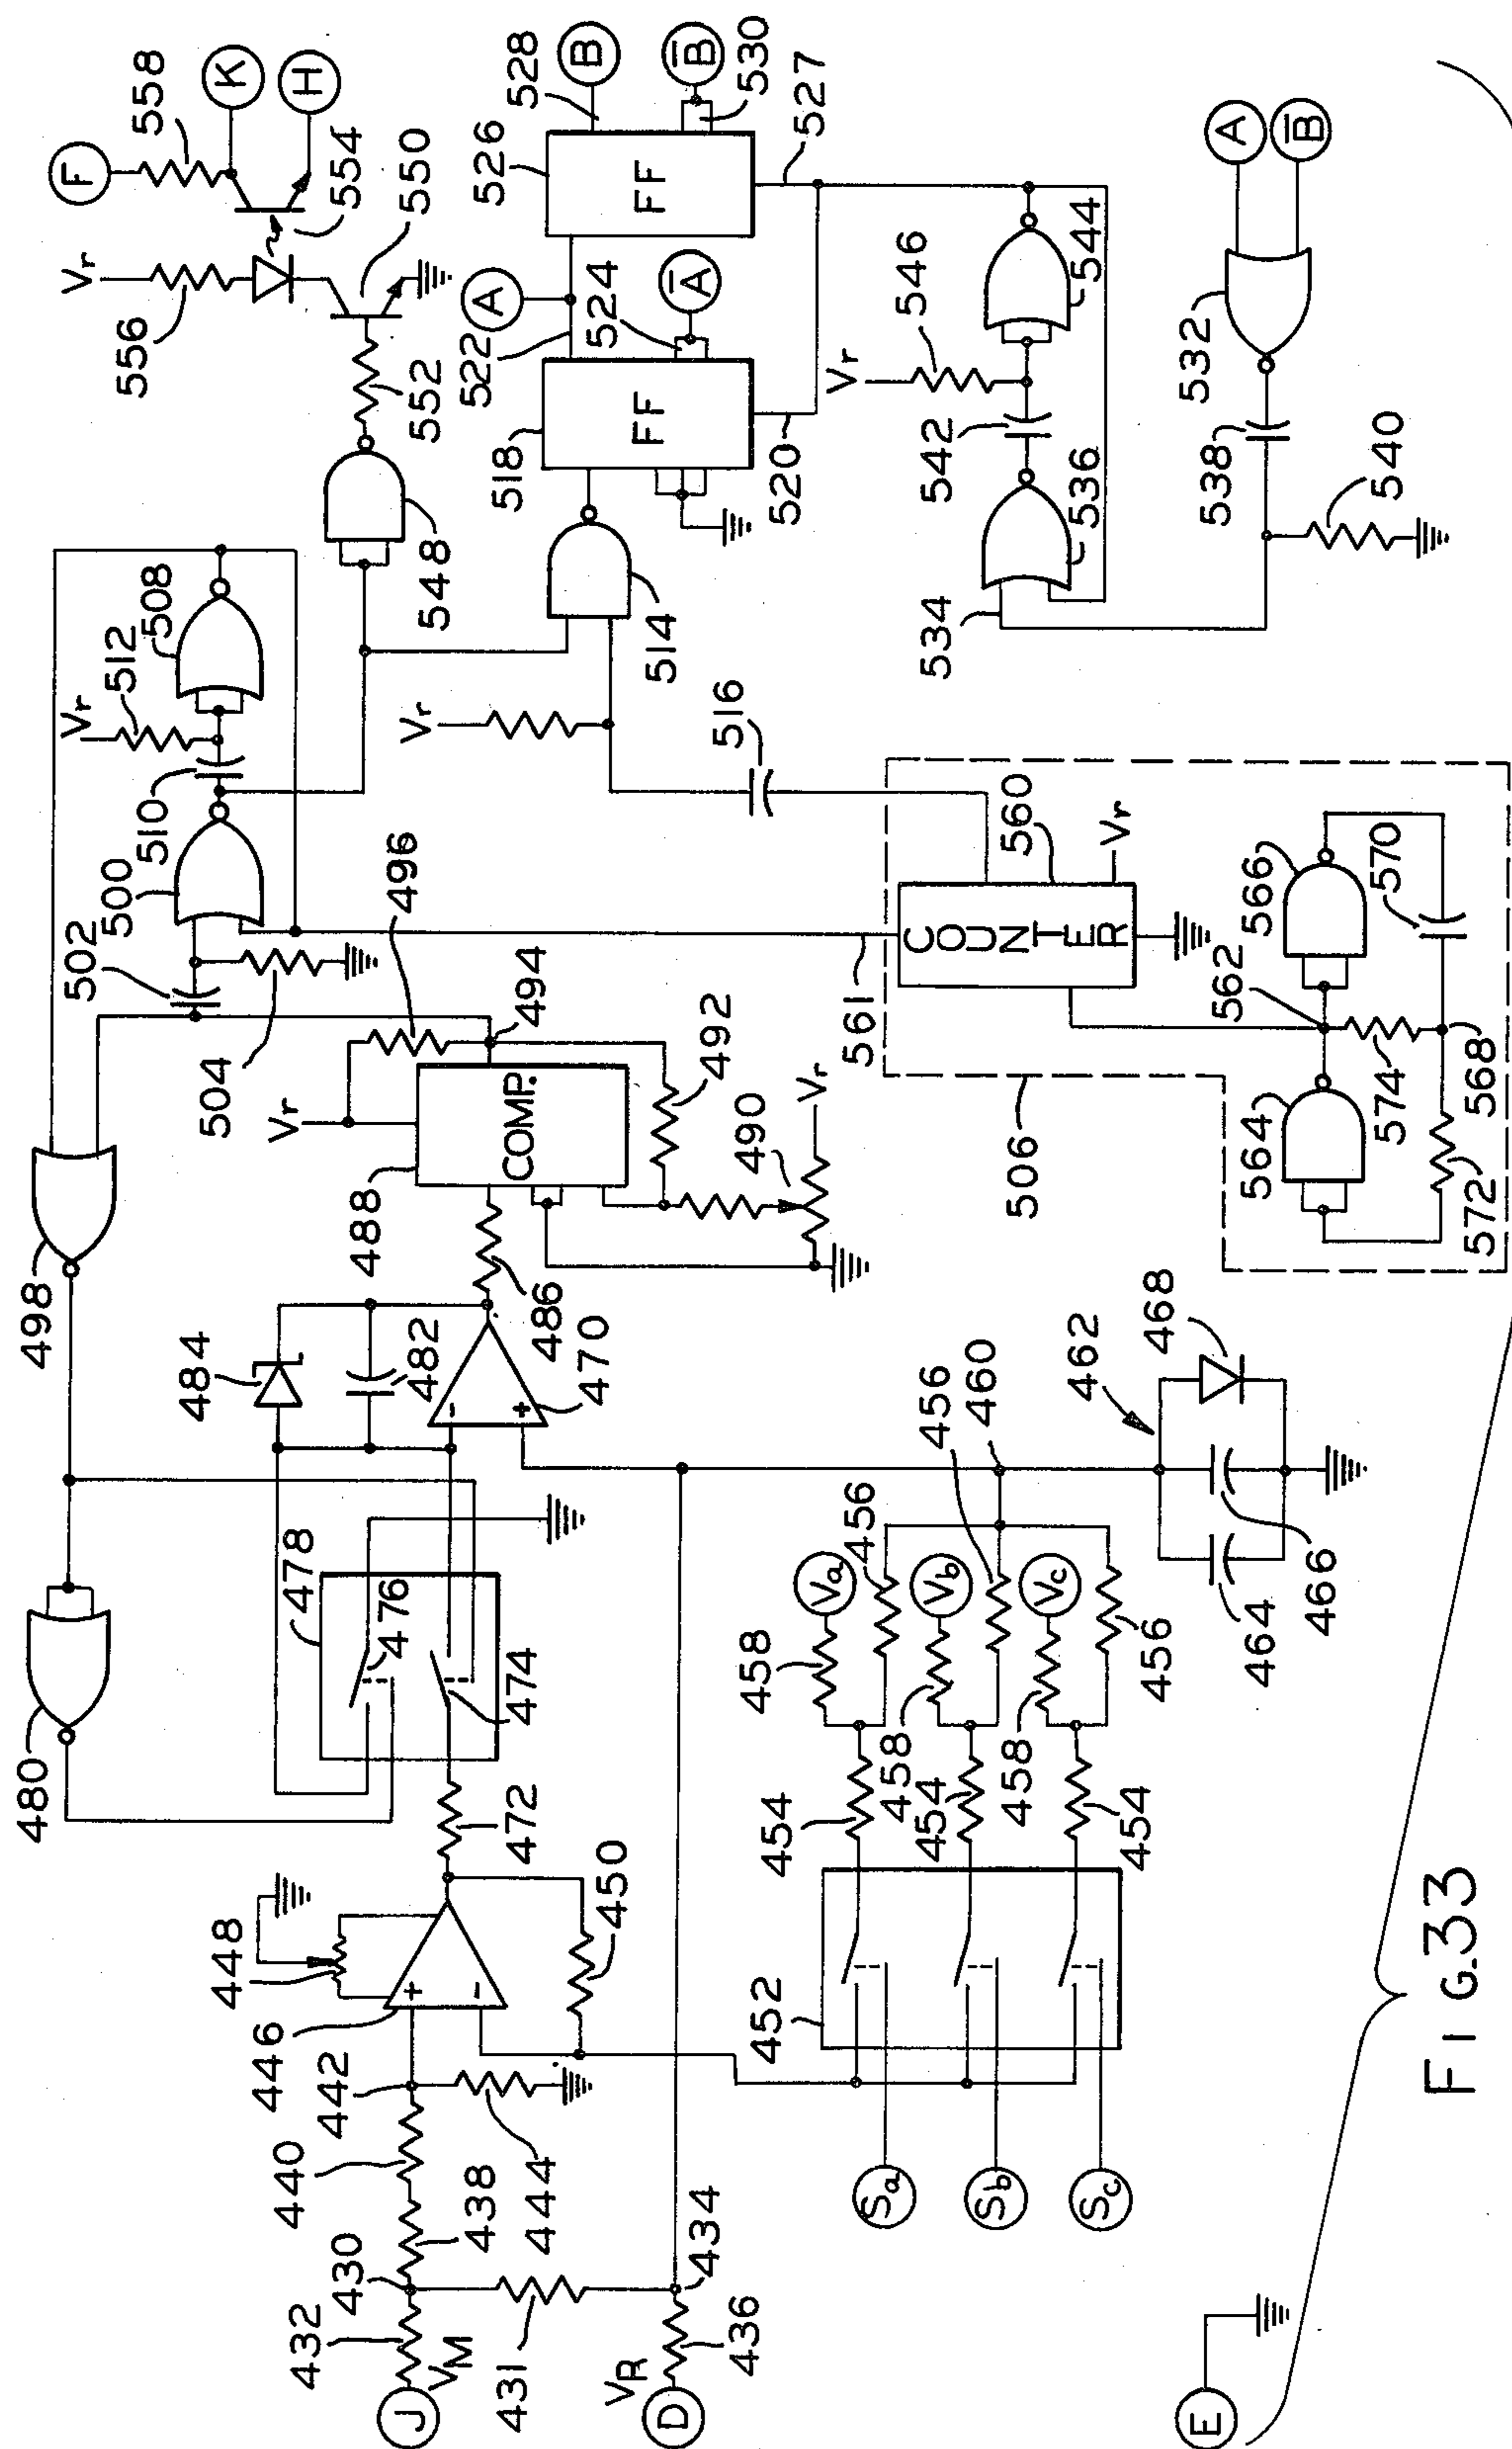 480
498
502
500
510
Vr
512
508
558
F
K
H
Vr
556
554
550
484
504
496
548
552
448
478
476
482
Vr
488
494
432
430
440
442
446
472
474
486
COMP.
492
Vr
514
518
522
A
526
528
B
J
VM
438
444
450
470
490
Vr
516
FF
524
A̅
FF
530
B̅
431
VR
D
436
434
520
527
454
458
Va
456
458
Vb
454
456
460
Vc
458
454
456
452
Sa
Sb
Sc
462
464
466
468
506
561
COUNTER
560
Vr
562
564
566
574
568
570
572
534
542
536
Vr
546
544
538
540
532
A
B̅
E
FIG.33